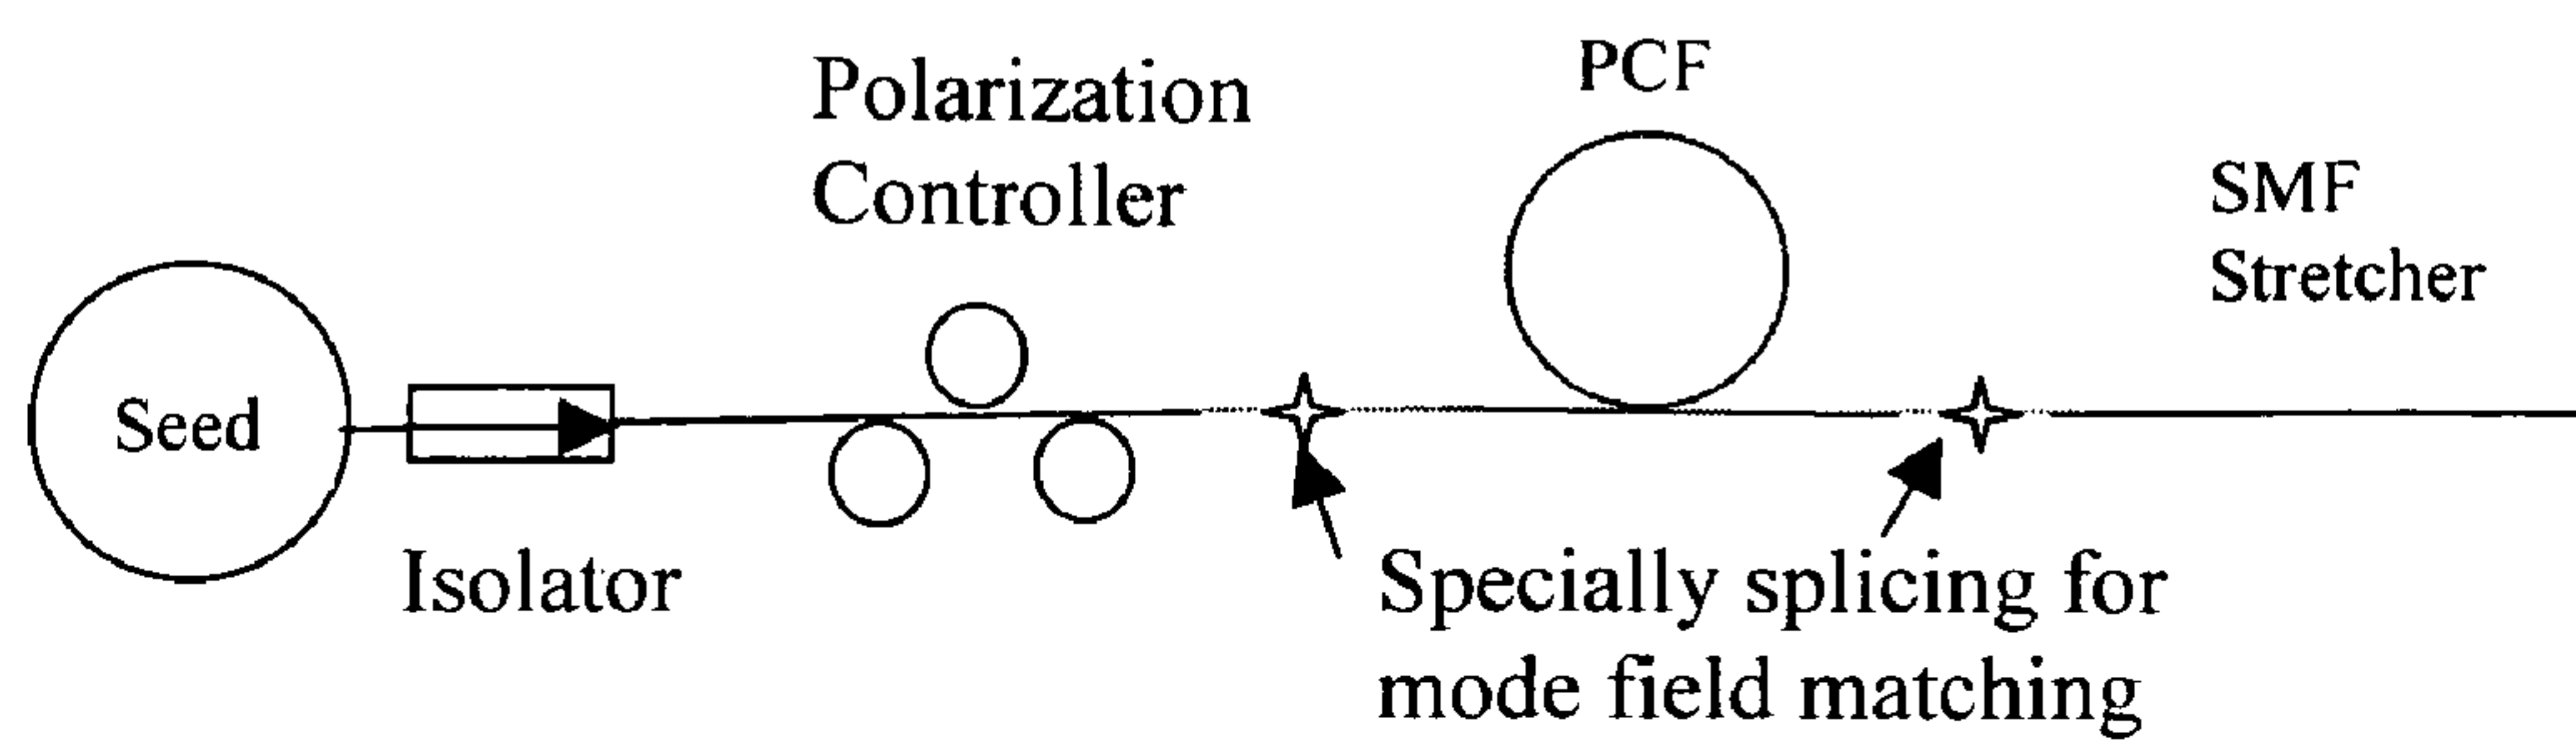 Polarization
Controller
PCF
SMF
Stretcher
Seed
Isolator
Specially splicing for
mode field matching